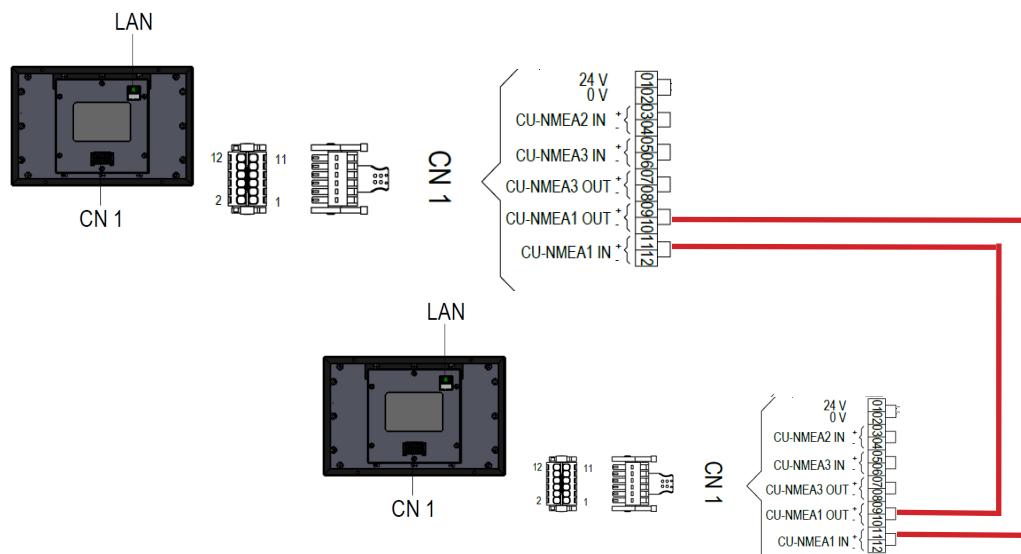 LAN
CN 1
12 11
2 1
CN 1
24 V
0 V
CU-NMEA2 IN + -
CU-NMEA3 IN + -
CU-NMEA3 OUT + -
CU-NMEA1 OUT + -
CU-NMEA1 IN + -
01
02
03
04
05
06
07
08
09
10
11
12
LAN
CN 1
12 11
2 1
CN 1
24 V
0 V
CU-NMEA2 IN + -
CU-NMEA3 IN + -
CU-NMEA3 OUT + -
CU-NMEA1 OUT + -
CU-NMEA1 IN + -
01
02
03
04
05
06
07
08
09
10
11
12